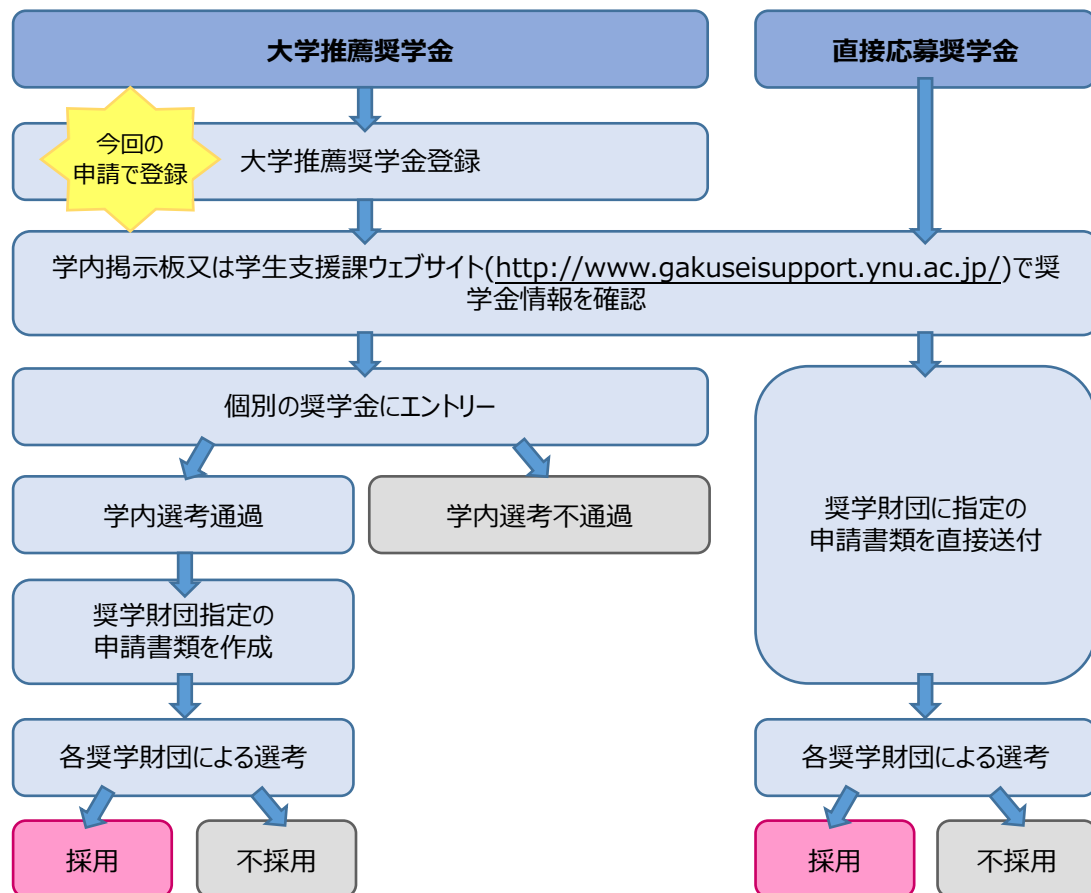 大学推薦奨学金
直接応募奨学金
今回の
申請で登録
大学推薦奨学金登録
学内掲示板又は学生支援課ウェブサイト(http://www.gakuseisupport.ynu.ac.jp/)で奨
学金情報を確認
個別の奨学金にエントリー
学内選考通過
学内選考不通過
奨学財団に指定の
申請書類を直接送付
奨学財団指定の
申請書類を作成
各奨学財団による選考
各奨学財団による選考
採用
不採用
採用
不採用